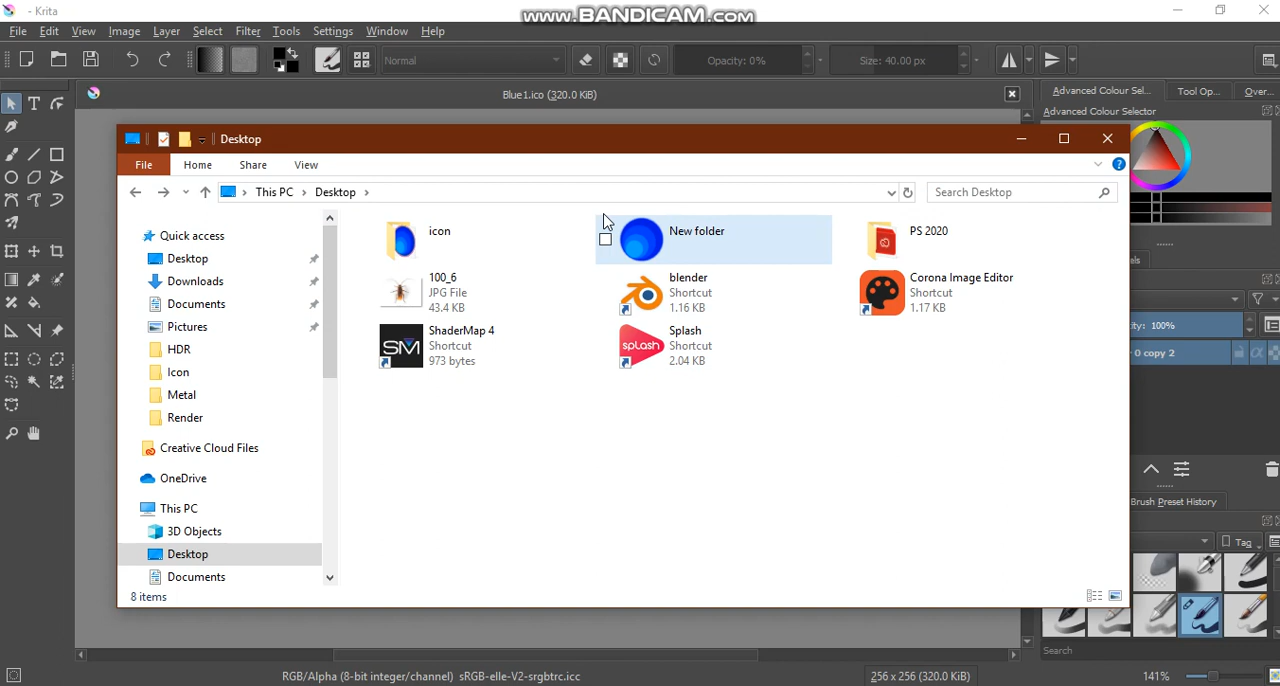 - Krita
www.BANDICAM.com
File Edit View Image Layer Select Filter Tools Settings Window Help
Normal
Opacity: 0%
Size: 40.00 px
Blue1.ico (320.0 KiB)
Advanced Colour Sel... Tool Op... Over...
Advanced Colour Selector
Desktop
File Home Share View
This PC Desktop
Search Desktop
Quick access
Desktop
Downloads
Documents
Pictures
HDR
Icon
Metal
Render
Creative Cloud Files
OneDrive
This PC
3D Objects
Desktop
Documents
icon
New folder
PS 2020
100_6
JPG File
43.4 KB
blender
Shortcut
1.16 KB
Corona Image Editor
Shortcut
1.17 KB
ShaderMap 4
Shortcut
973 bytes
SM
Splash
Shortcut
2.04 KB
splash
8 items
els
ity: 100%
0 copy 2
Brush Preset History
Tag
Search
RGB/Alpha (8-bit integer/channel) sRGB-elle-V2-srgbtrc.icc
256 x 256 (320.0 KiB)
141%